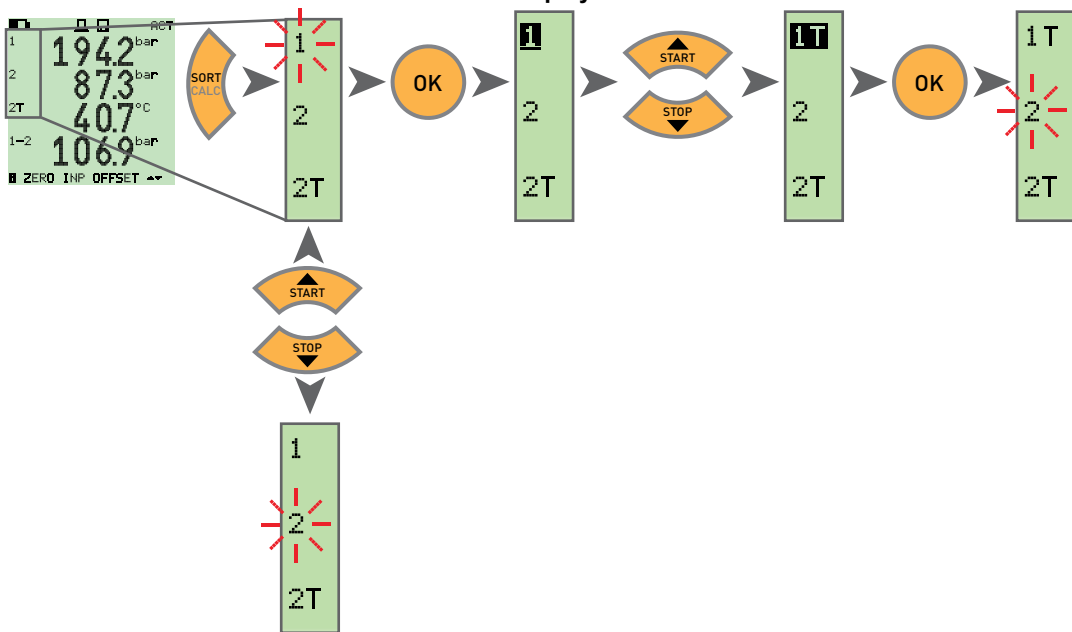 ACT
1 194.2 bar
2 87.3 bar
2T 40.7 °C
1-2 106.9 bar
ZERO INP OFFSET
SORT
CALC
1
2
2T
OK
1
2
2T
START
STOP
1T
2
2T
OK
1T
2
2T
START
STOP
1
2
2T